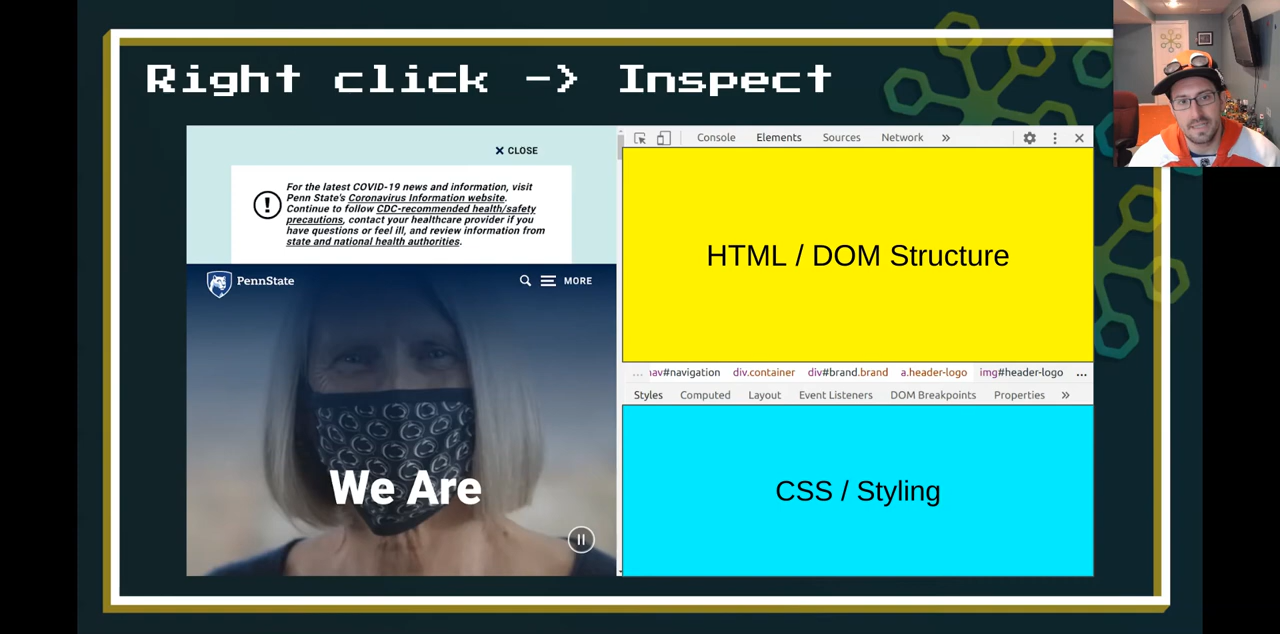 Right click -> Inspect
× CLOSE
For the latest COVID-19 news and information, visit
Penn State's Coronavirus Information website.
Continue to follow CDC-recommended health/safety
precautions, contact your healthcare provider if you
have questions or feel ill, and review information from
state and national health authorities.
PennState
MORE
We Are
Console Elements Sources Network »
HTML / DOM Structure
... nav#navigation div.container div#brand.brand a.header-logo img#header-logo ...
Styles Computed Layout Event Listeners DOM Breakpoints Properties »
CSS / Styling